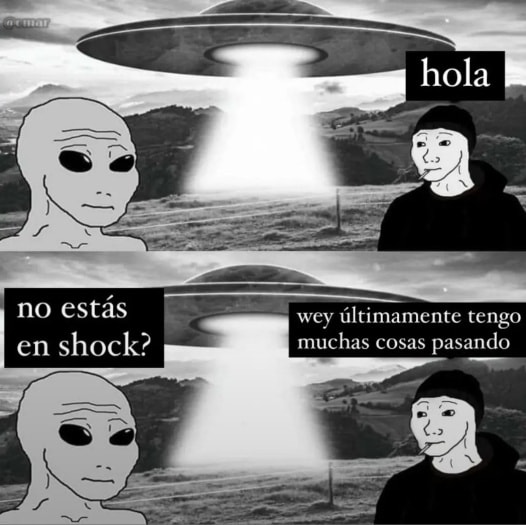 hola
no estás
en shock?
wey últimamente tengo
muchas cosas pasando